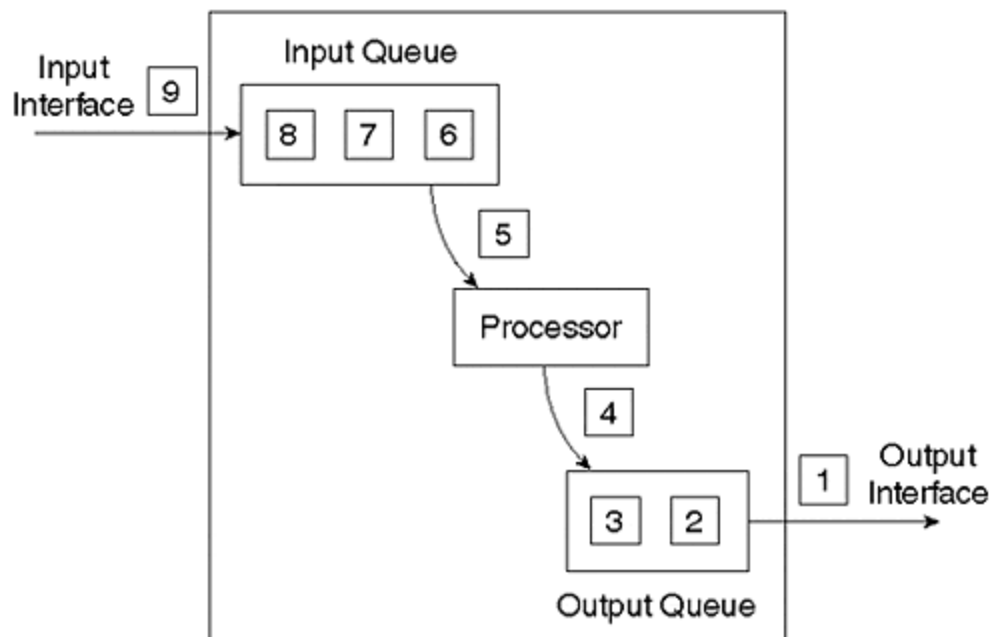 Input Queue
Input
Interface
9
8 7 6
5
Processor
4
3 2
1
Output
Interface
Output Queue